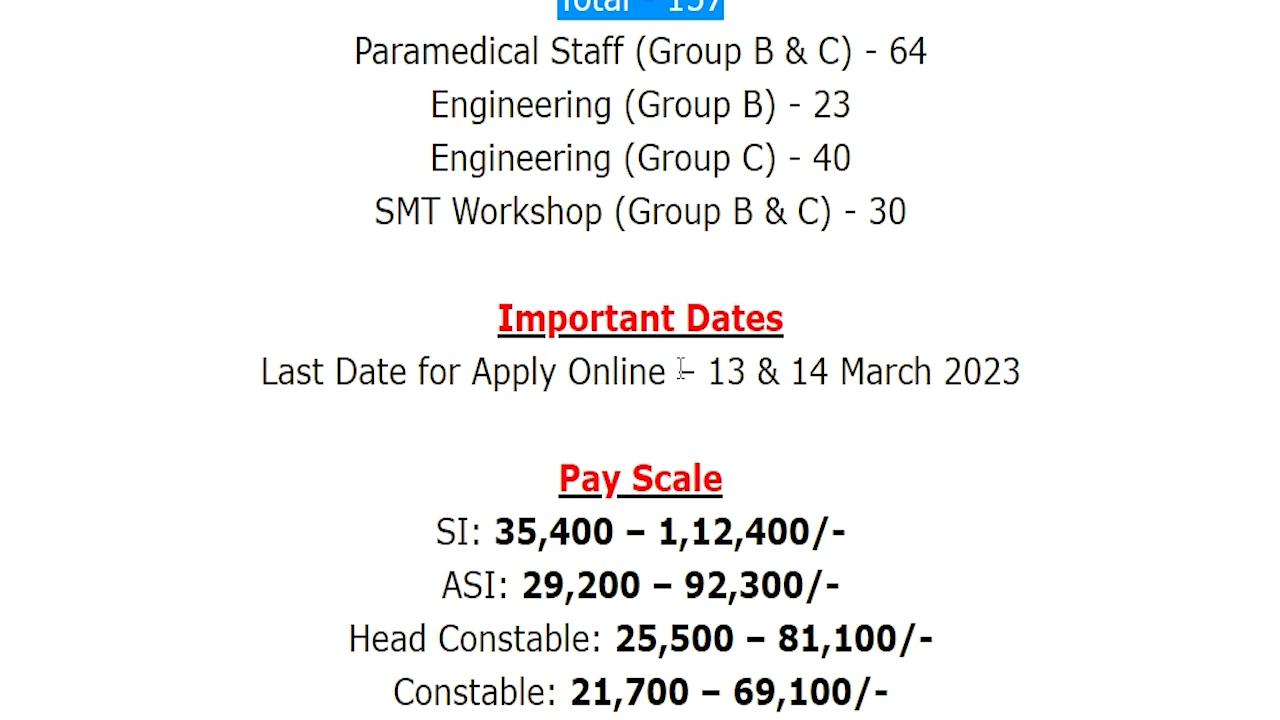 Total - 157
Paramedical Staff (Group B & C) - 64
Engineering (Group B) - 23
Engineering (Group C) - 40
SMT Workshop (Group B & C) - 30
Important Dates
Last Date for Apply Online – 13 & 14 March 2023
Pay Scale
SI: 35,400 – 1,12,400/-
ASI: 29,200 – 92,300/-
Head Constable: 25,500 – 81,100/-
Constable: 21,700 – 69,100/-